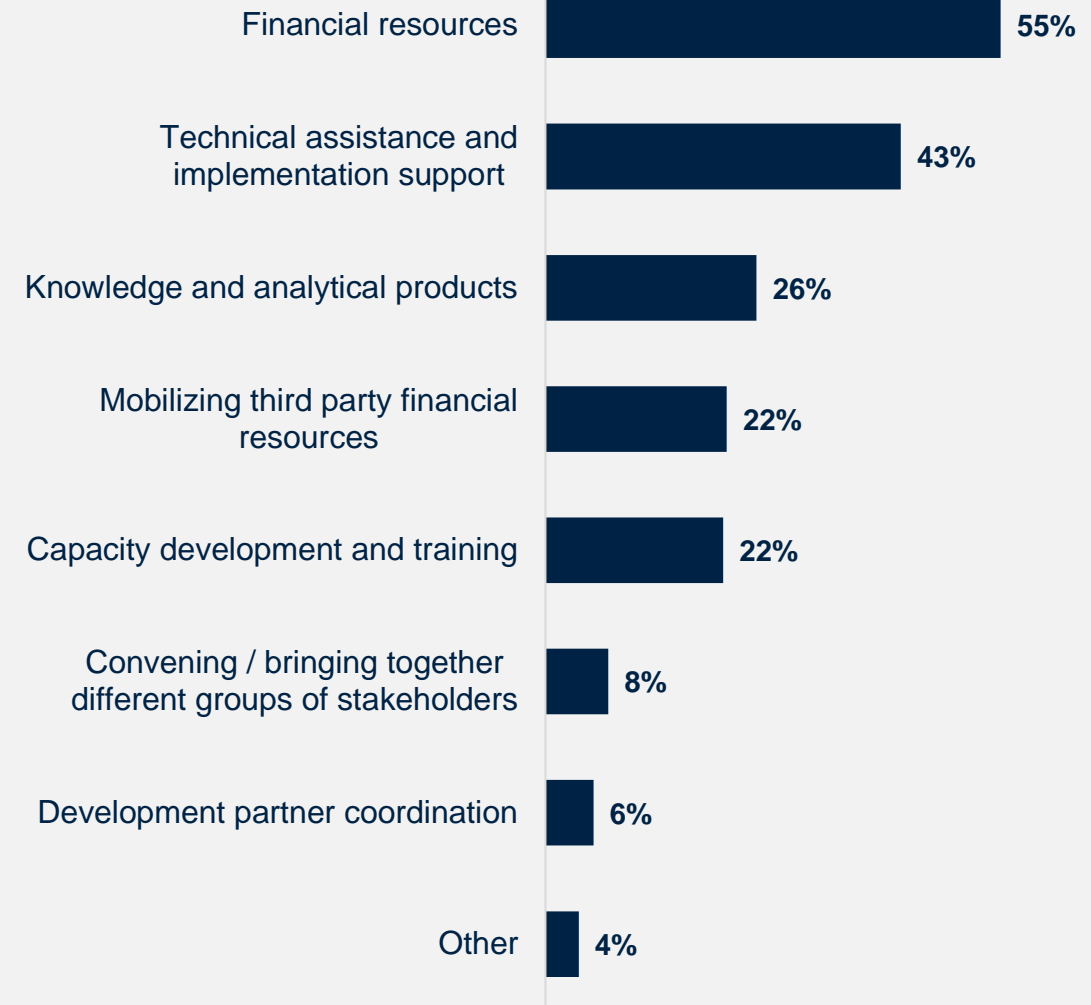 Financial resources 55%
Technical assistance and
implementation support 43%
Knowledge and analytical products 26%
Mobilizing third party financial
resources 22%
Capacity development and training 22%
Convening / bringing together
different groups of stakeholders 8%
Development partner coordination 6%
Other 4%